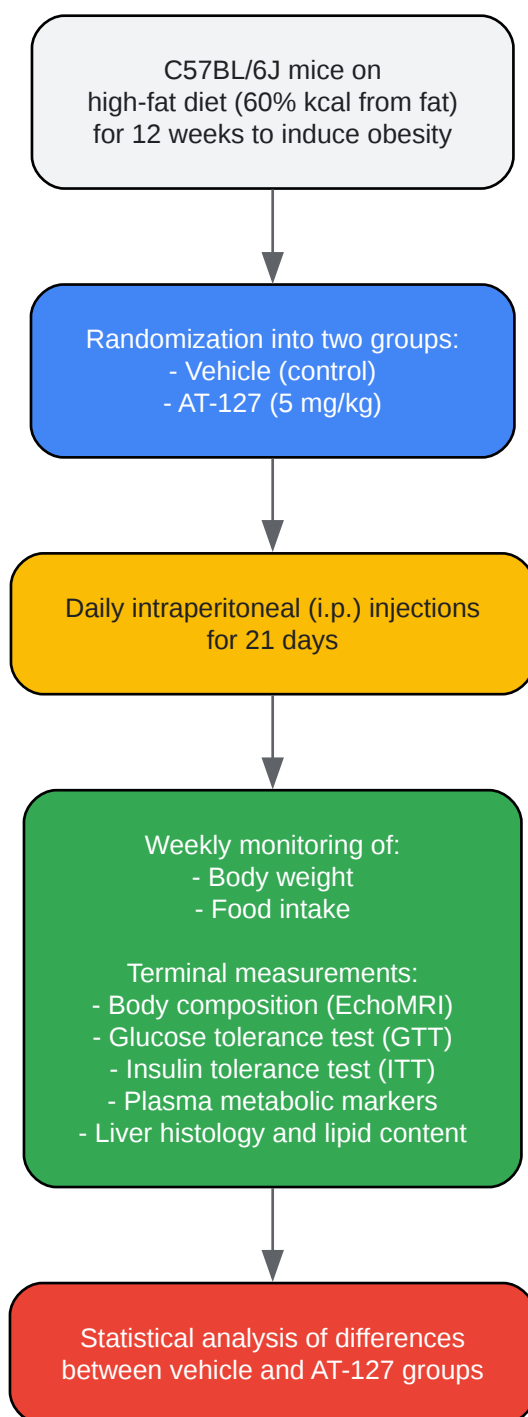 C57BL/6J mice on
high-fat diet (60% kcal from fat)
for 12 weeks to induce obesity
Randomization into two groups:
- Vehicle (control)
- AT-127 (5 mg/kg)
Daily intraperitoneal (i.p.) injections
for 21 days
Weekly monitoring of:
- Body weight
- Food intake
Terminal measurements:
- Body composition (EchoMRI)
- Glucose tolerance test (GTT)
- Insulin tolerance test (ITT)
- Plasma metabolic markers
- Liver histology and lipid content
Statistical analysis of differences
between vehicle and AT-127 groups